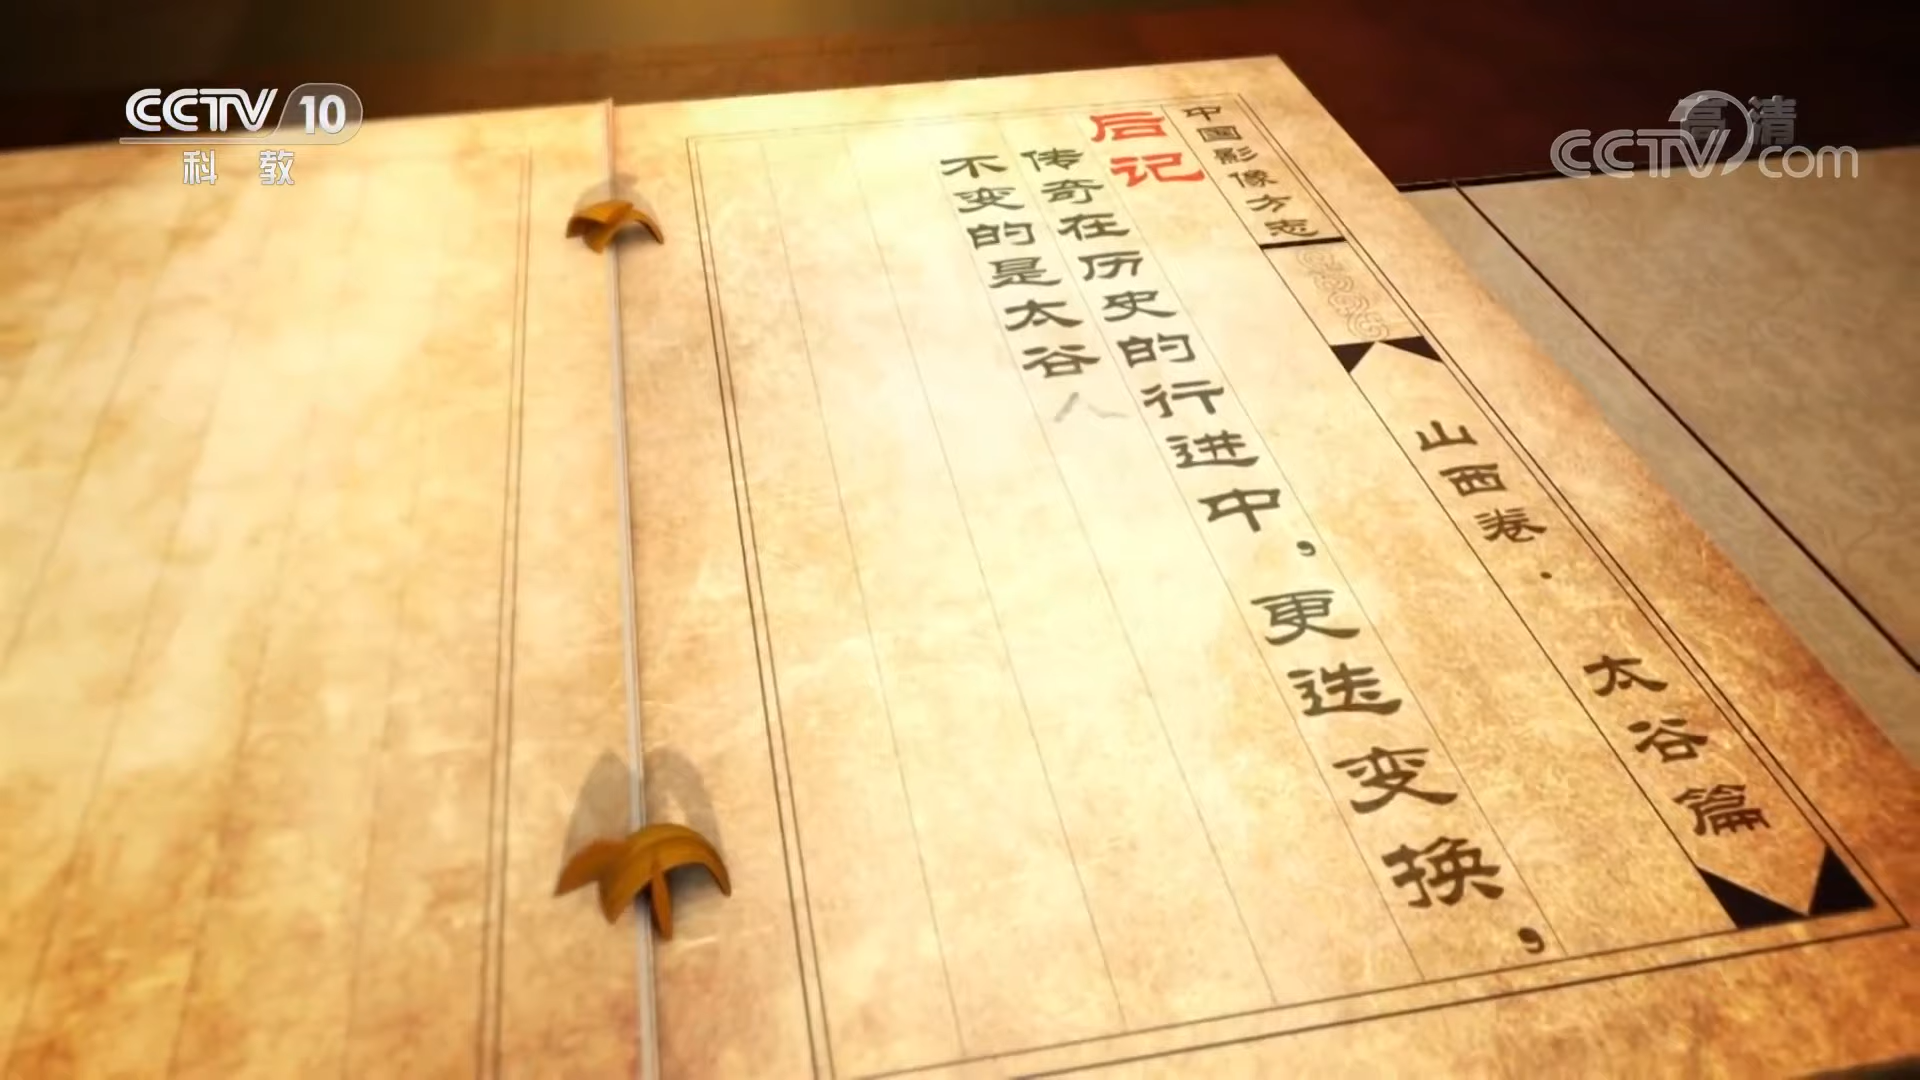 CCTV 10
科教
高清
CCTV com
中国影像方志
山西卷·太谷篇
后记
传奇在历史的行进中，更迭变换，
不变的是太谷人